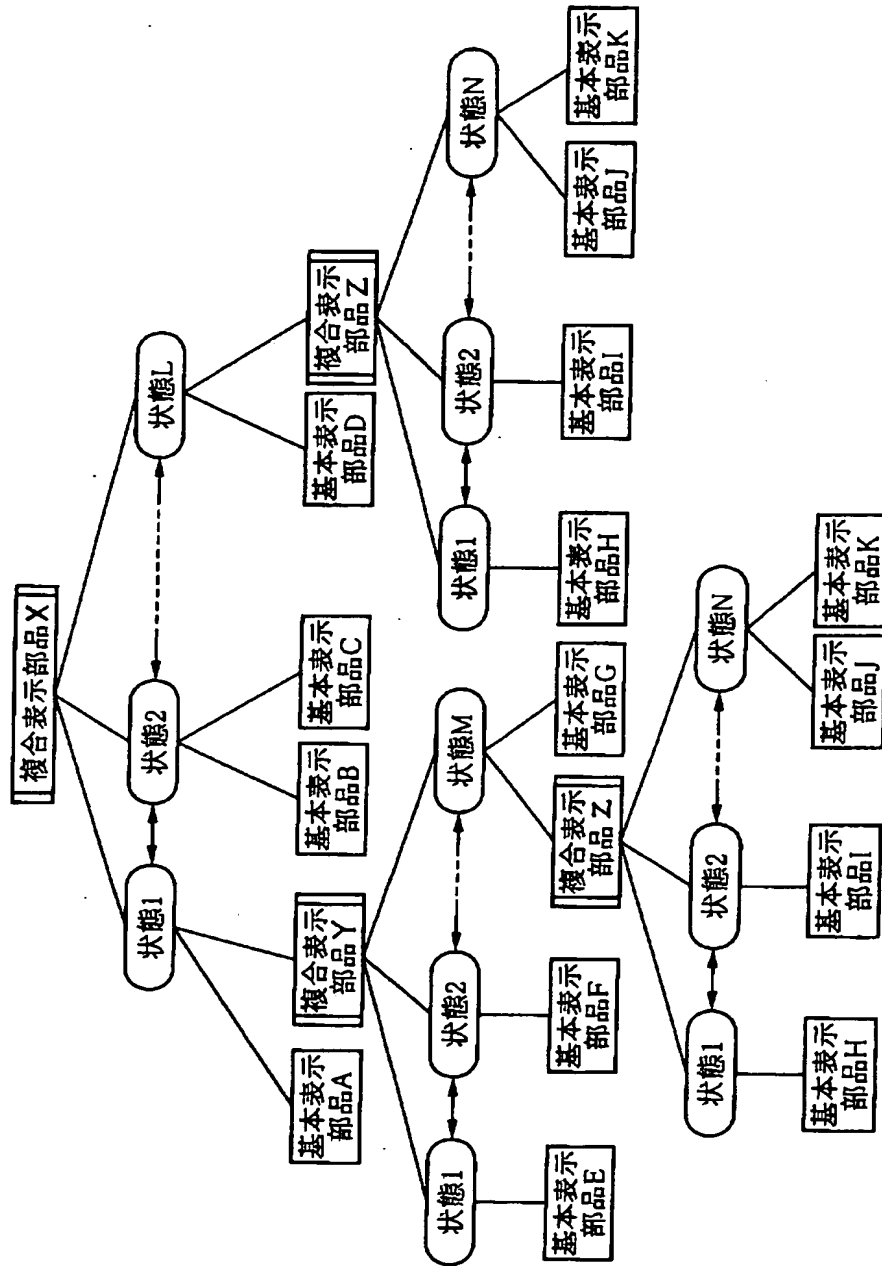 複合表示部品X
状態1
状態2
状態L
基本表示
部品A
複合表示
部品Y
基本表示
部品B
基本表示
部品C
基本表示
部品D
複合表示
部品Z
状態1
状態2
状態M
状態1
状態2
状態N
基本表示
部品E
基本表示
部品F
複合表示
部品Z
基本表示
部品G
基本表示
部品H
基本表示
部品I
基本表示
部品J
基本表示
部品K
状態1
状態2
状態N
基本表示
部品H
基本表示
部品I
基本表示
部品J
基本表示
部品K